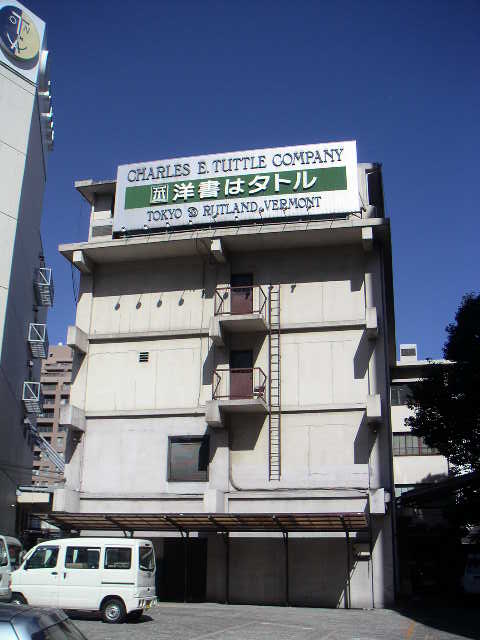 CHARLES E. TUTTLE COMPANY
洋書はタトル
TOKYO RUTLAND, VERMONT